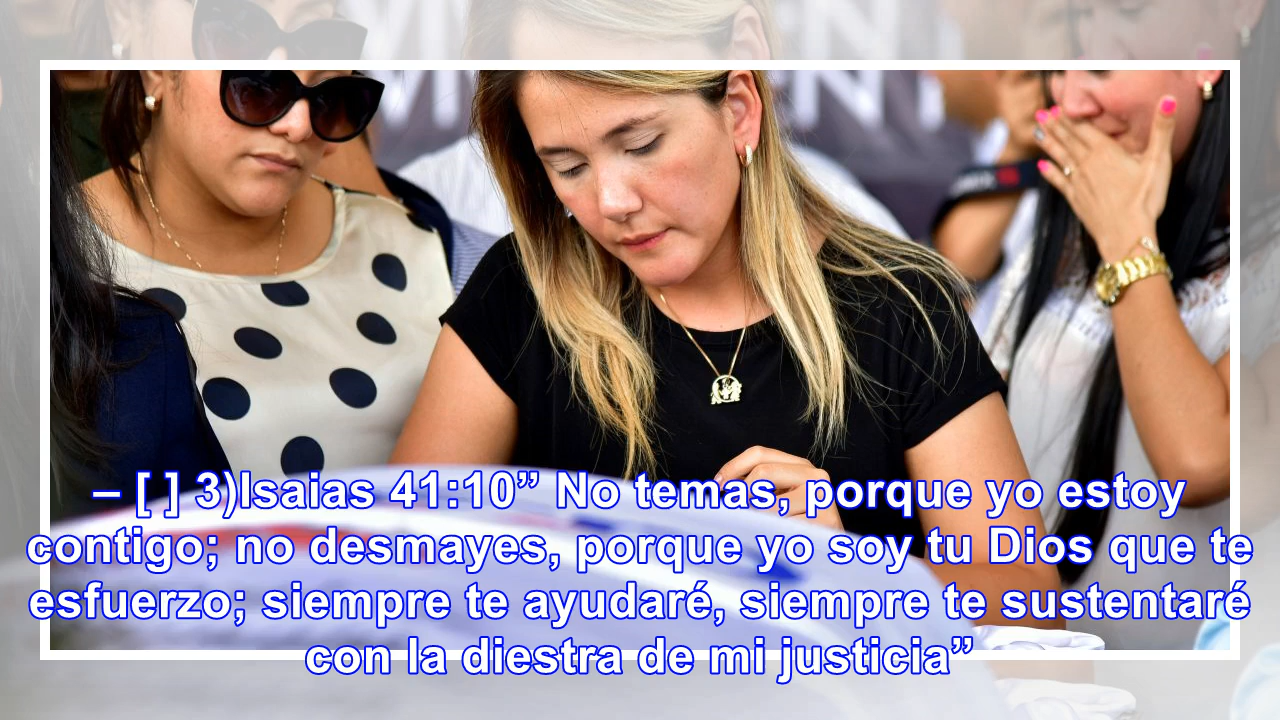 – [ ] 3)Isaias 41:10” No temas, porque yo estoy
contigo; no desmayes, porque yo soy tu Dios que te
esfuerzo; siempre te ayudaré, siempre te sustentaré
con la diestra de mi justicia”